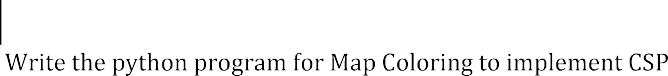 Write the python program for Map Coloring to implement CSP